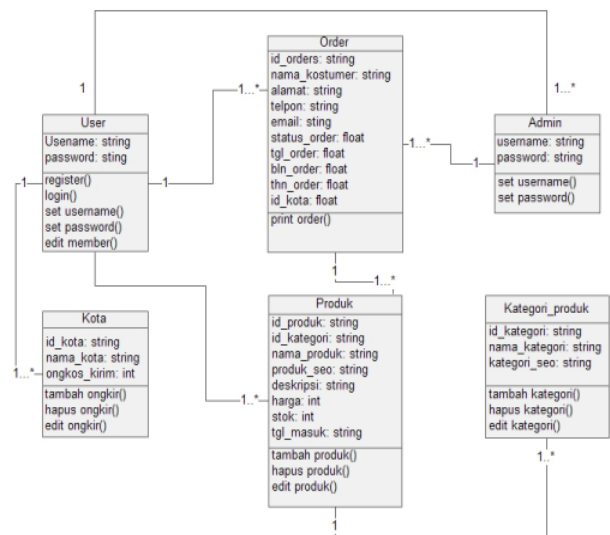 1
1...*
Order
id_orders: string
nama_kostumer: string
alamat: string
telpon: string
email: sting
status_order: float
tgl_order: float
bln_order: float
thn_order: float
id_kota: float
print order()
1...*
1...*
1
1
User
Usename: string
password: sting
register()
login()
set username()
set password()
edit member()
1
1
Admin
username: string
password: string
set username()
set password()
1
1...*
Kota
id_kota: string
nama_kota: string
ongkos_kirim: int
tambah ongkir()
hapus ongkir()
edit ongkir()
1...*
1..*
Produk
id_produk: string
id_kategori: string
nama_produk: string
produk_seo: string
deskripsi: string
harga: int
stok: int
tgl_masuk: string
tambah produk()
hapus produk()
edit produk()
1
Kategori_produk
id_kategori: string
nama_kategori: string
kategori_seo: string
tambah kategori()
hapus kategori()
edit kategori()
1..*